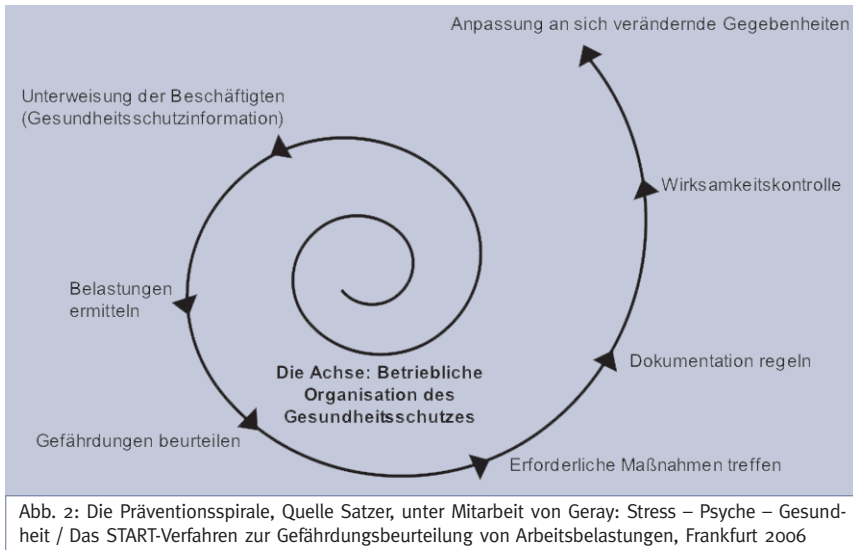 Anpassung an sich verändernde Gegebenheiten
Unterweisung der Beschäftigten
(Gesundheitsschutzinformation)
Wirksamkeitskontrolle
Belastungen
ermitteln
Dokumentation regeln
Die Achse: Betriebliche
Organisation des
Gesundheitsschutzes
Gefährdungen beurteilen
Erforderliche Maßnahmen treffen
Abb. 2: Die Präventionsspirale, Quelle Satzer, unter Mitarbeit von Geray: Stress – Psyche – Gesund-
heit / Das START-Verfahren zur Gefährdungsbeurteilung von Arbeitsbelastungen, Frankfurt 2006